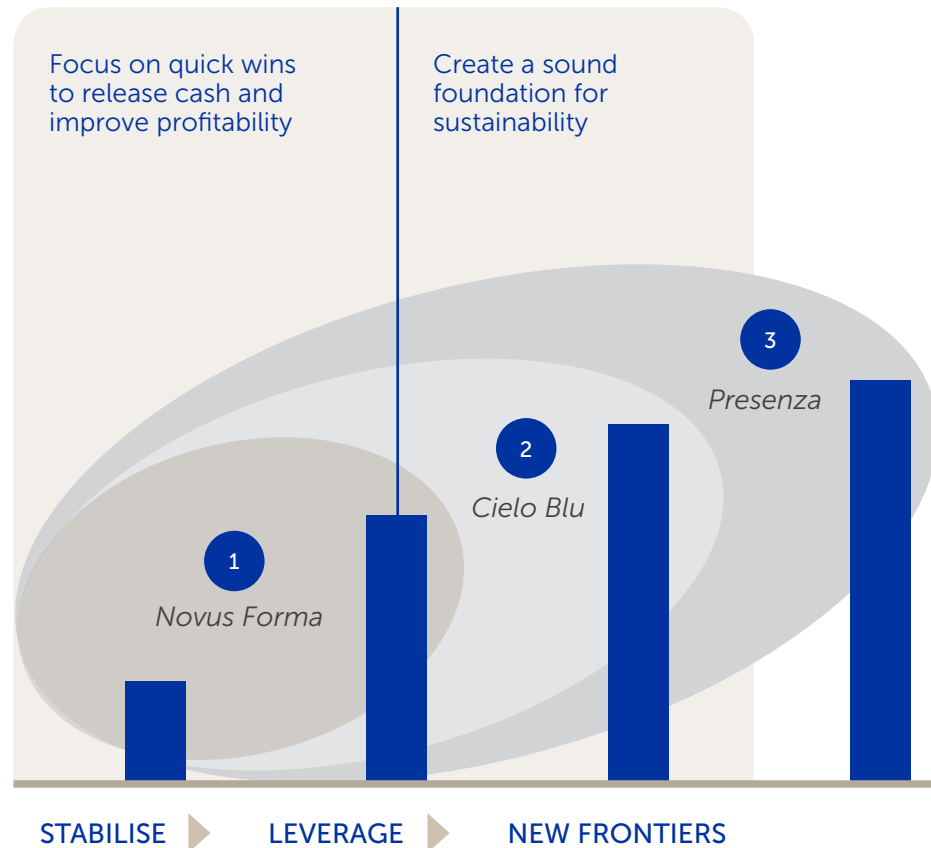 Focus on quick wins
to release cash and
improve profitability
Create a sound
foundation for
sustainability
3
Presenza
2
Cielo Blu
1
Novus Forma
STABILISE
LEVERAGE
NEW FRONTIERS